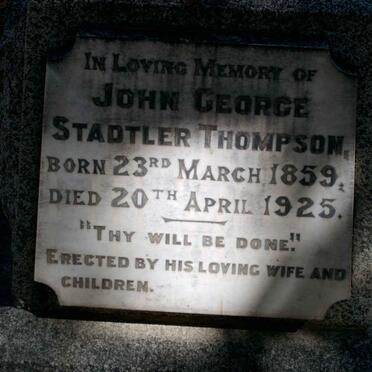 In Loving Memory of
John George
Stadtler Thompson.
Born 23rd March 1859.
Died 20th April 1925.
"Thy will be done."
Erected by his loving wife and
children.